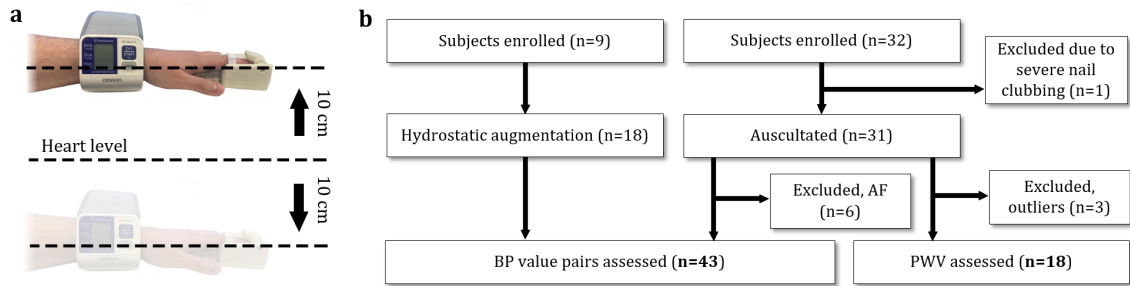 a
OMRON
10 cm
Heart level
10 cm
b
Subjects enrolled (n=9)
Subjects enrolled (n=32)
Excluded due to
severe nail
clubbing (n=1)
Hydrostatic augmentation (n=18)
Auscultated (n=31)
Excluded, AF
(n=6)
Excluded,
outliers (n=3)
BP value pairs assessed (n=43)
PWV assessed (n=18)